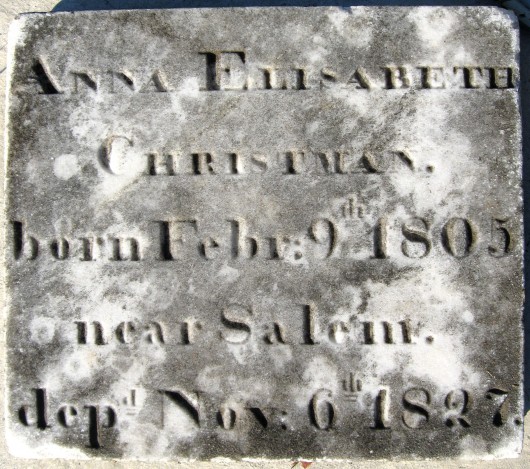 Anna Elisabeth
Christman.
born Febr: 9th 1805
near Salem.
depd Nov: 6th 1827.